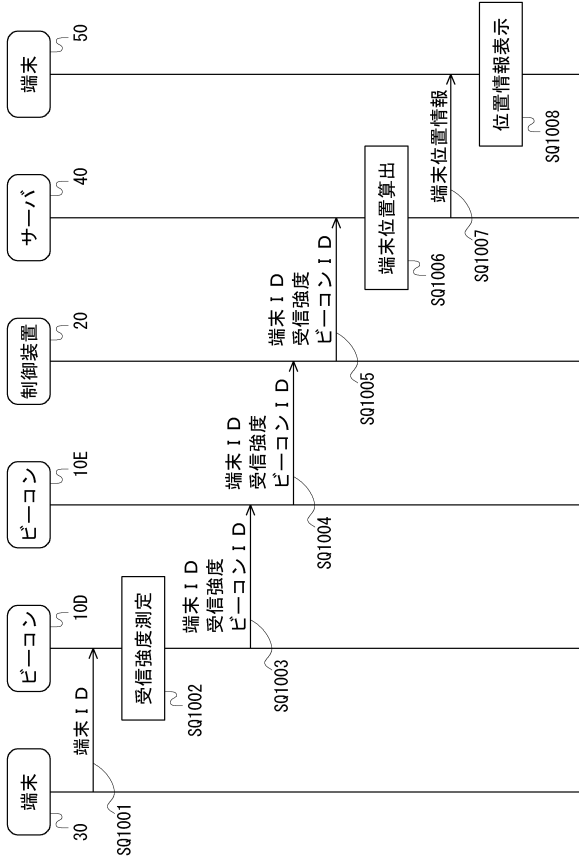 端末
30
ビーコン
10D
ビーコン
10E
制御装置
20
サーバ
40
端末
50
端末ID
SQ1001
受信強度測定
SQ1002
端末ID
受信強度
ビーコンID
SQ1003
端末ID
受信強度
ビーコンID
SQ1004
端末ID
受信強度
ビーコンID
SQ1005
端末位置算出
SQ1006
端末位置情報
SQ1007
位置情報表示
SQ1008